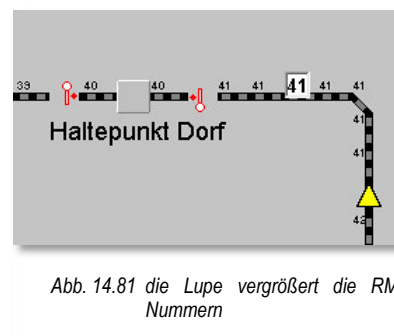 39 40 40 41 41 41 41 41
41
Haltepunkt Dorf
41
42
Abb. 14.81 die Lupe vergrößert die RM
Nummern